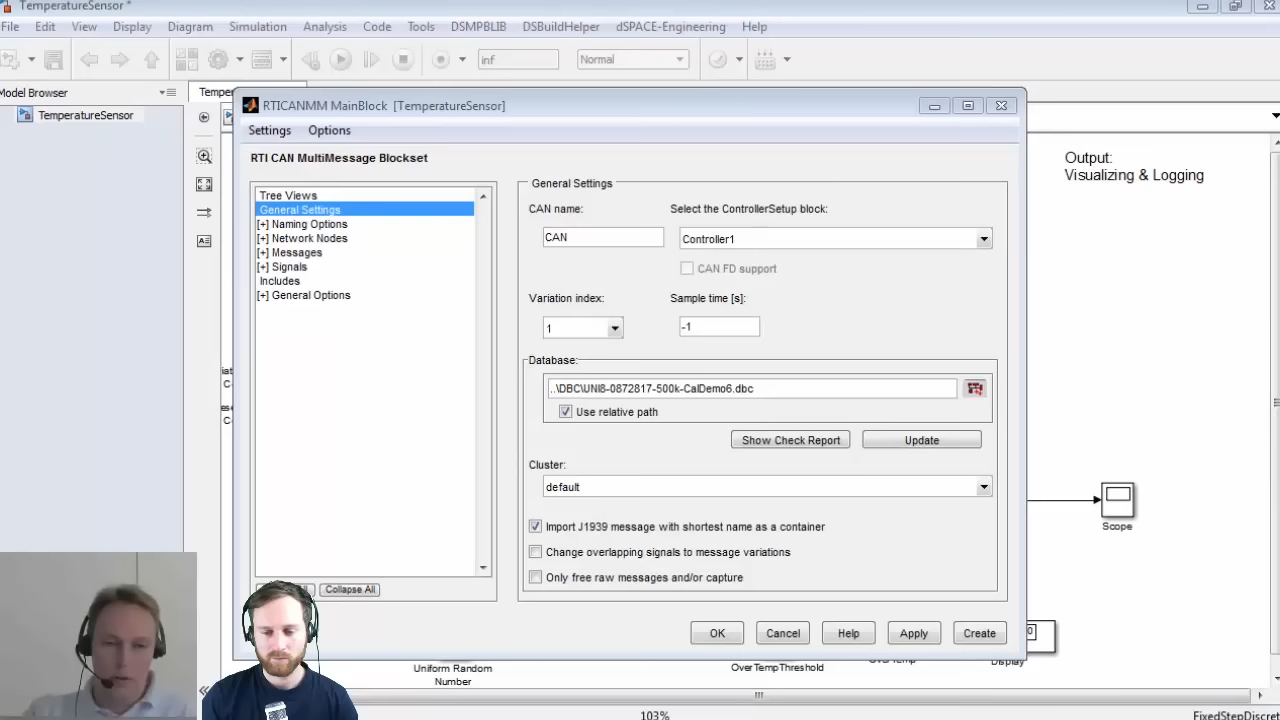 TemperatureSensor *
File Edit View Display Diagram Simulation Analysis Code Tools DSMPBLIB DSBuildHelper dSPACE-Engineering Help
inf
Normal
Model Browser
TemperatureSensor
RTICANMM MainBlock [TemperatureSensor]
Settings Options
RTI CAN MultiMessage Blockset
Tree Views
General Settings
[+] Naming Options
[+] Network Nodes
[+] Messages
[+] Signals
Includes
[+] General Options
Collapse All
General Settings
CAN name:
Select the ControllerSetup block:
CAN
Controller1
CAN FD support
Variation index:
Sample time [s]:
1
-1
Database:
..\DBC\UNI8-0872817-500k-CalDemo6.dbc
Use relative path
Show Check Report
Update
Cluster:
default
Import J1939 message with shortest name as a container
Change overlapping signals to message variations
Only free raw messages and/or capture
OK Cancel Help Apply Create
Output:
Visualizing & Logging
Scope
Uniform Random
Number
OverTempThreshold
OverTemp
Display
103%
FixedStepDiscret